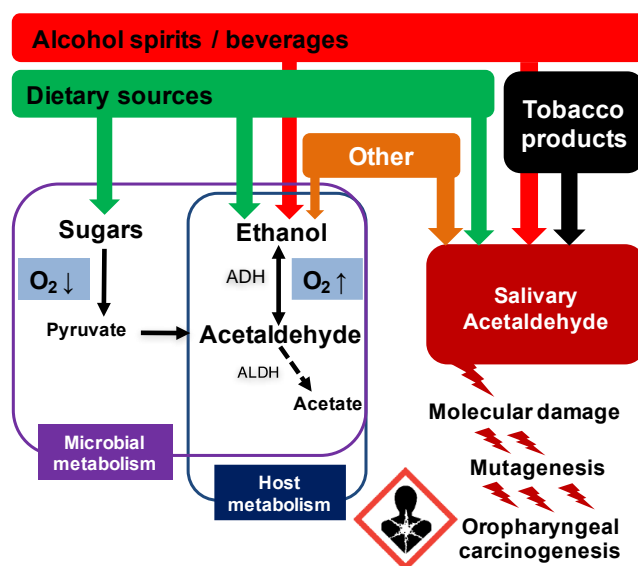 Alcohol spirits / beverages
Dietary sources
Tobacco
products
Other
Sugars
Ethanol
O₂ ↓
ADH
O₂ ↑
Salivary
Acetaldehyde
Pyruvate
Acetaldehyde
ALDH
Acetate
Molecular damage
Microbial
metabolism
Mutagenesis
Host
metabolism
Oropharyngeal
carcinogenesis